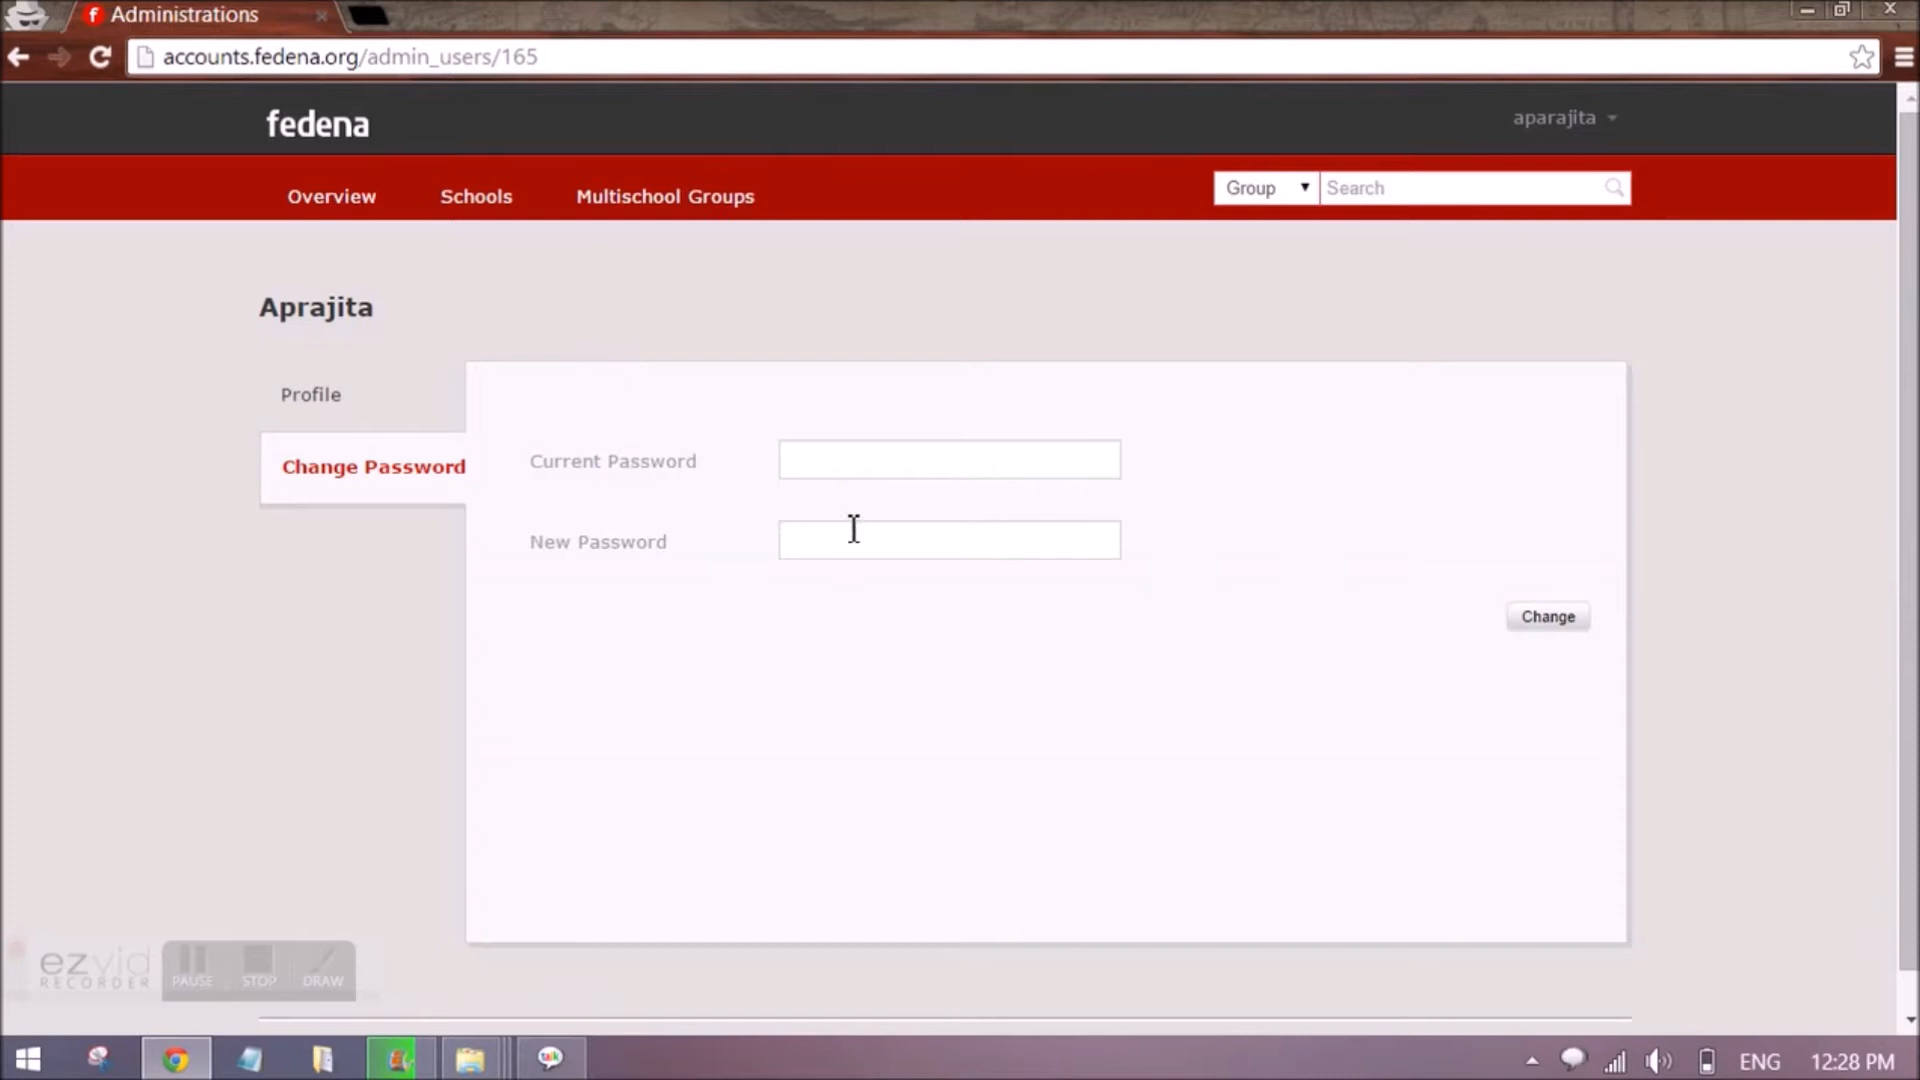 f Administrations
accounts.fedena.org/admin_users/165
fedena
aparajita
Overview
Schools
Multischool Groups
Group
Search
Aprajita
Profile
Change Password
Current Password
New Password
Change
ezvid
RECORDER
PAUSE
STOP
DRAW
talk
ENG
12:28 PM